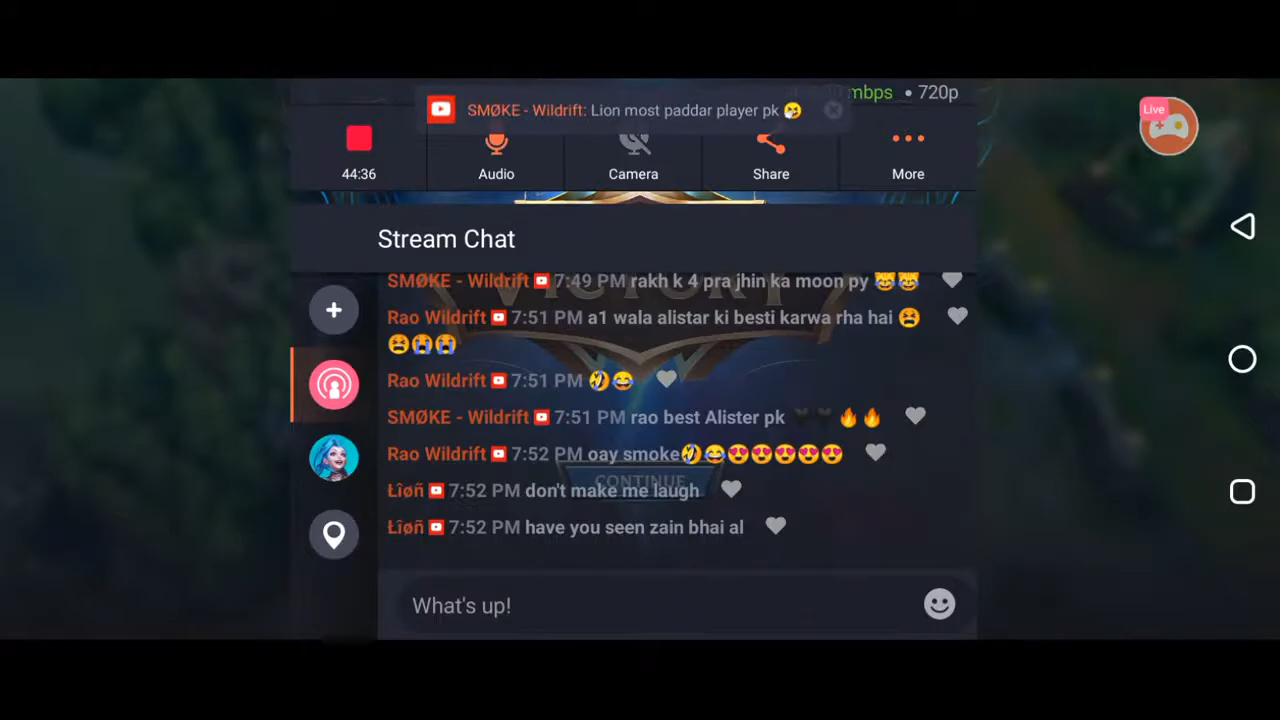 mbps • 720p
SMØKE - Wildrift: Lion most paddar player pk 🤧
Live
44:36
Audio
Camera
Share
More
Stream Chat
SMØKE - Wildrift 7:49 PM rakh k 4 pra jhin ka moon py 😹😹
VICTORY
Rao Wildrift 7:51 PM a1 wala alistar ki besti karwa rha hai 😫
😫😭😭
Rao Wildrift 7:51 PM 🤣😂
SMØKE - Wildrift 7:51 PM rao best Alister pk 🕶🕶🔥🔥
Rao Wildrift 7:52 PM oay smoke🤣😂😍😍😍😍😍
CONTINUE
Łîøñ 7:52 PM don't make me laugh
Łîøñ 7:52 PM have you seen zain bhai al
What's up!